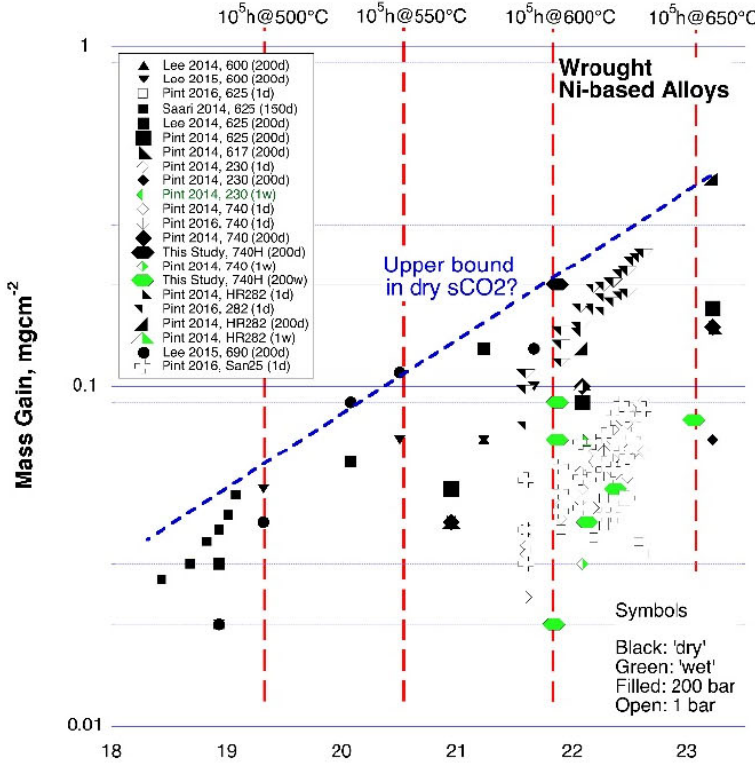 10⁵h@500°C 10⁵h@550°C 10⁵h@600°C 10⁵h@650°C
1
Wrought
Ni-based Alloys
Lee 2014, 600 (200d)
Lee 2015, 600 (200d)
Pint 2016, 625 (1d)
Saari 2014, 625 (150d)
Lee 2014, 625 (200d)
Pint 2014, 625 (200d)
Pint 2014, 617 (200d)
Pint 2014, 230 (1d)
Pint 2014, 230 (200d)
Pint 2014, 230 (1w)
Pint 2014, 740 (1d)
Pint 2016, 740 (1d)
Pint 2014, 740 (200d)
This Study, 740H (200d)
Pint 2014, 740 (1w)
This Study, 740H (200w)
Pint 2014, HR282 (1d)
Pint 2016, 282 (1d)
Pint 2014, HR282 (200d)
Pint 2014, HR282 (1w)
Lee 2015, 690 (200d)
Pint 2016, San25 (1d)
Upper bound
in dry sCO2?
Mass Gain, mgcm⁻²
0.1
Symbols
Black: 'dry'
Green: 'wet'
Filled: 200 bar
Open: 1 bar
0.01
18 19 20 21 22 23